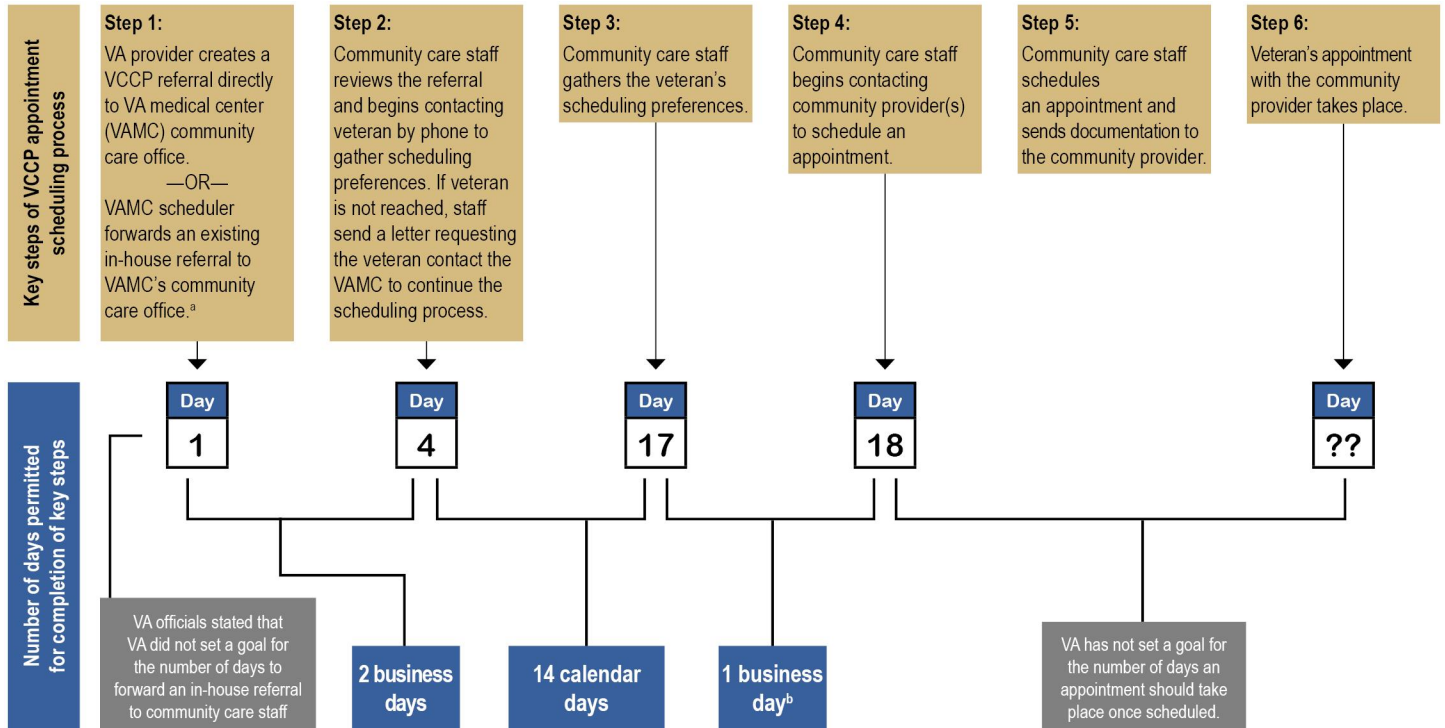 Key steps of VCCP appointment
scheduling process
Step 1:
VA provider creates a
VCCP referral directly
to VA medical center
(VAMC) community
care office.
—OR—
VAMC scheduler
forwards an existing
in-house referral to
VAMC's community
care office.ᵃ
Step 2:
Community care staff
reviews the referral
and begins contacting
veteran by phone to
gather scheduling
preferences. If veteran
is not reached, staff
send a letter requesting
the veteran contact the
VAMC to continue the
scheduling process.
Step 3:
Community care staff
gathers the veteran's
scheduling preferences.
Step 4:
Community care staff
begins contacting
community provider(s)
to schedule an
appointment.
Step 5:
Community care staff
schedules
an appointment and
sends documentation to
the community provider.
Step 6:
Veteran's appointment
with the community
provider takes place.
Number of days permitted
for completion of key steps
Day
1
Day
4
Day
17
Day
18
Day
??
VA officials stated that
VA did not set a goal for
the number of days to
forward an in-house referral
to community care staff
2 business
days
14 calendar
days
1 business
dayᵇ
VA has not set a goal for
the number of days an
appointment should take
place once scheduled.